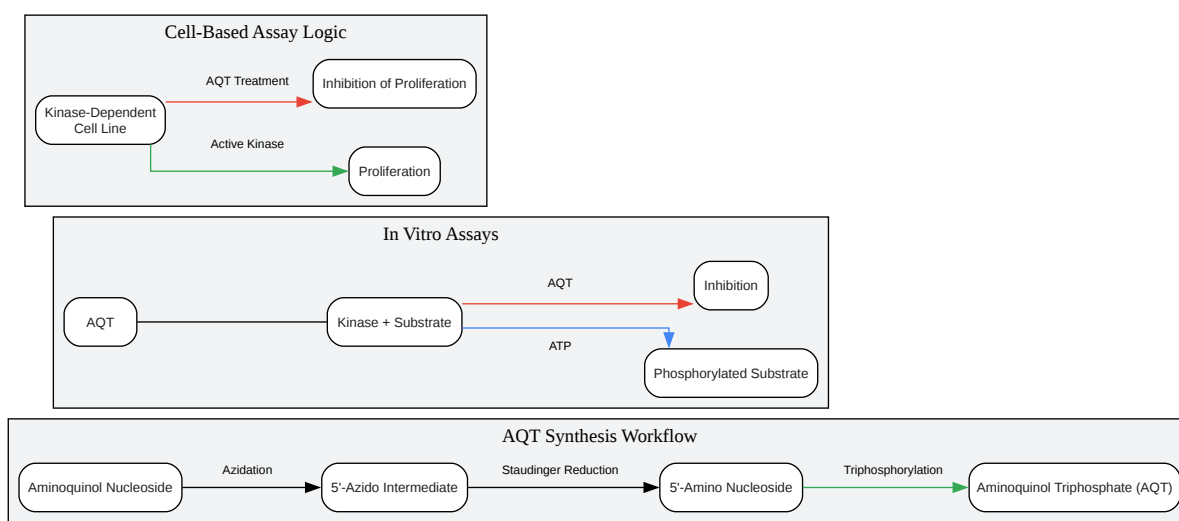 Cell-Based Assay Logic
AQT Treatment
Inhibition of Proliferation
Kinase-Dependent
Cell Line
Active Kinase
Proliferation
In Vitro Assays
AQT
Kinase + Substrate
AQT
Inhibition
ATP
Phosphorylated Substrate
AQT Synthesis Workflow
Aminoquinol Nucleoside
Azidation
5'-Azido Intermediate
Staudinger Reduction
5'-Amino Nucleoside
Triphosphorylation
Aminoquinol Triphosphate (AQT)